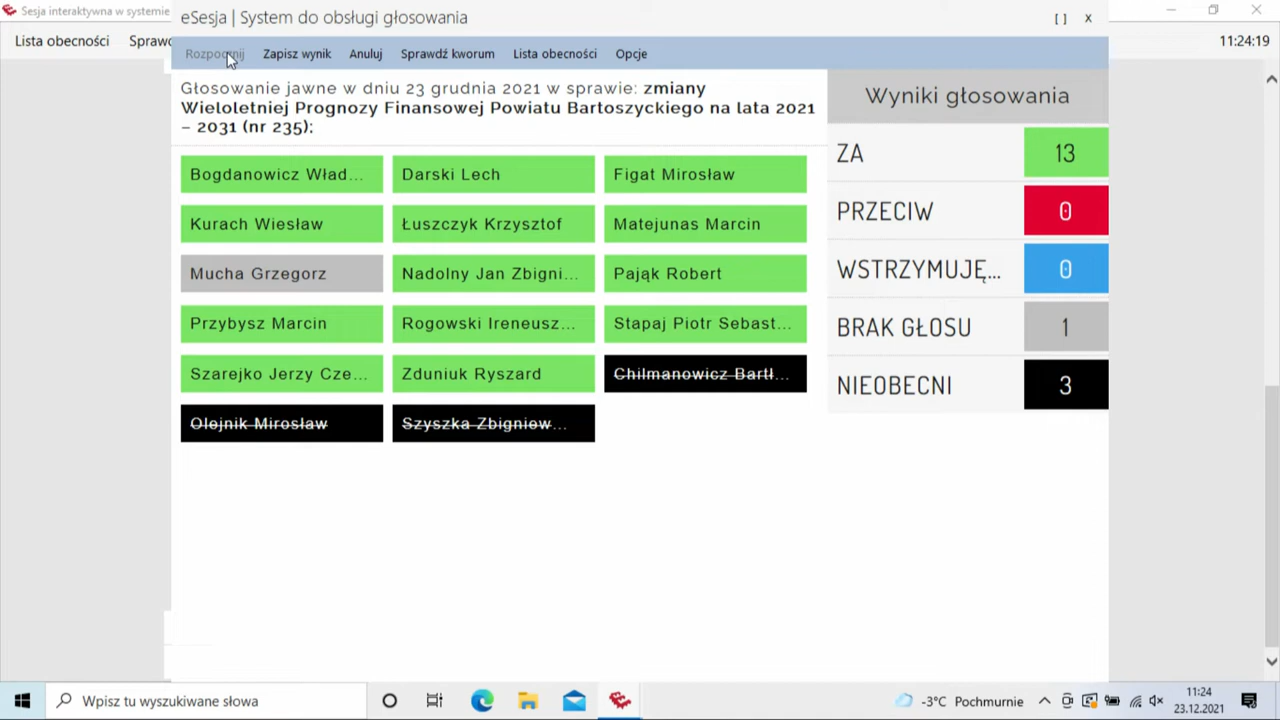 Sesja interaktywna w systemie
eSesja | System do obsługi głosowania
[ ] X
Lista obecności
11:24:19
Rozpocznij Zapisz wynik Anuluj Sprawdź kworum Lista obecności Opcje
Głosowanie jawne w dniu 23 grudnia 2021 w sprawie: zmiany
Wieloletniej Prognozy Finansowej Powiatu Bartoszyckiego na lata 2021
– 2031 (nr 235);
Wyniki głosowania
ZA 13
PRZECIW 0
WSTRZYMUJĘ... 0
BRAK GŁOSU 1
NIEOBECNI 3
Bogdanowicz Wład... Darski Lech Figat Mirosław
Kurach Wiesław Łuszczyk Krzysztof Matejunas Marcin
Mucha Grzegorz Nadolny Jan Zbigni... Pająk Robert
Przybysz Marcin Rogowski Ireneusz... Stapaj Piotr Sebast...
Szarejko Jerzy Cze... Zduniuk Ryszard Chilmanowicz Bartł...
Olejnik Mirosław Szyszka Zbigniew...
Wpisz tu wyszukiwane słowa
-3°C Pochmurnie
11:24
23.12.2021